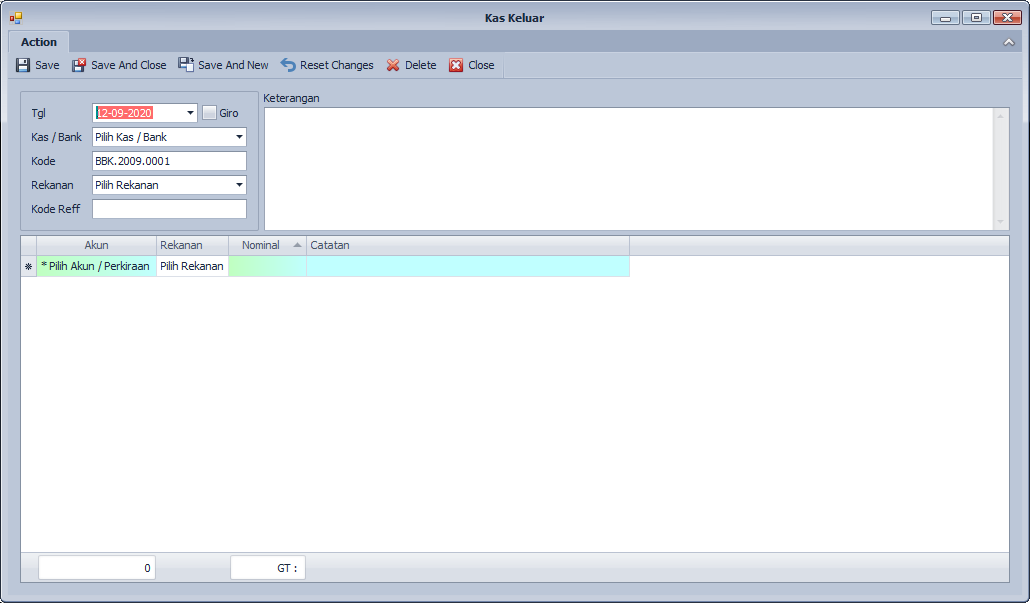 Kas Keluar
Action
Save Save And Close Save And New Reset Changes Delete Close
Tgl 12-09-2020 Giro
Kas / Bank Pilih Kas / Bank
Kode BBK.2009.0001
Rekanan Pilih Rekanan
Kode Reff
Keterangan
Akun Rekanan Nominal Catatan
* Pilih Akun / Perkiraan Pilih Rekanan
0 GT :